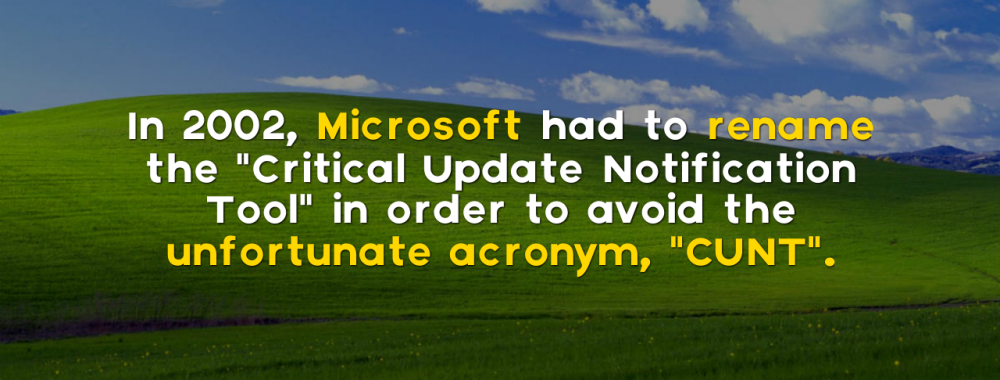 In 2002, Microsoft had to rename
the "Critical Update Notification
Tool" in order to avoid the
unfortunate acronym, "CUNT".